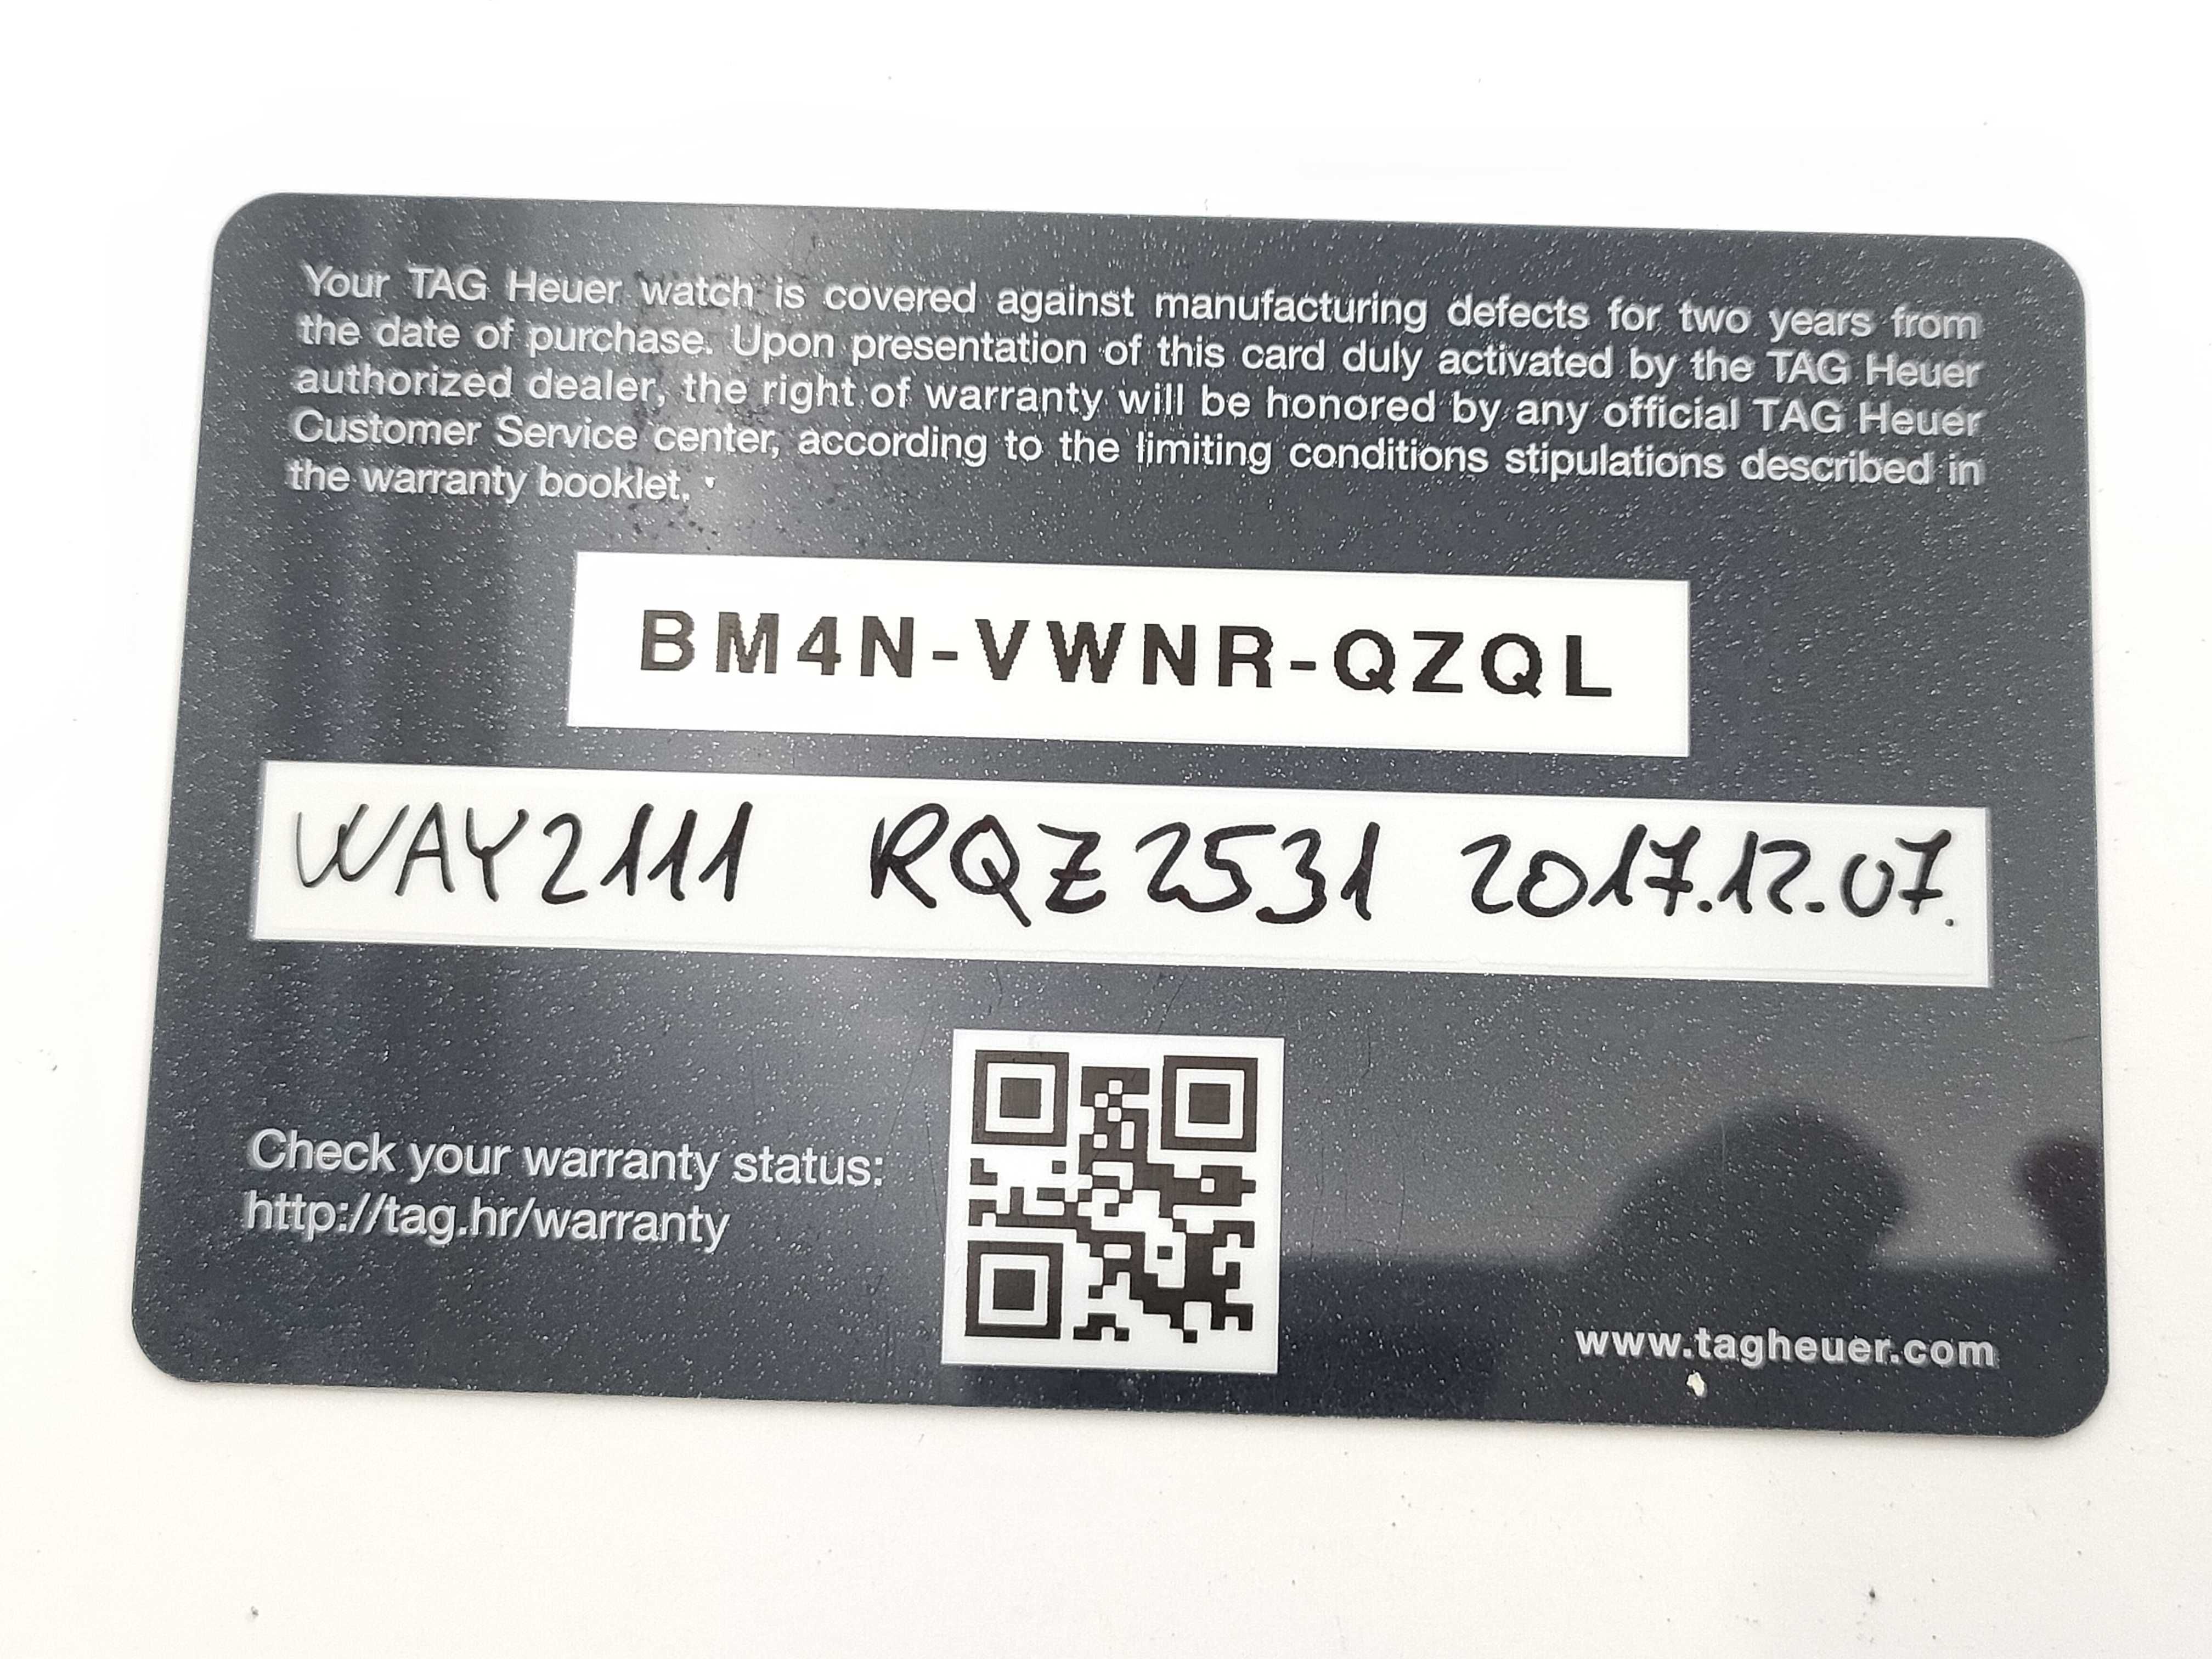 Your TAG Heuer watch is covered against manufacturing defects for two years from
the date of purchase. Upon presentation of this card duly activated by the TAG Heuer
authorized dealer, the right of warranty will be honored by any official TAG Heuer
Customer Service center, according to the limiting conditions stipulations described in
the warranty booklet.
BM4N-VWNR-QZQL
WAY2111 RQZ2531 2017.12.07.
Check your warranty status:
http://tag.hr/warranty
www.tagheuer.com